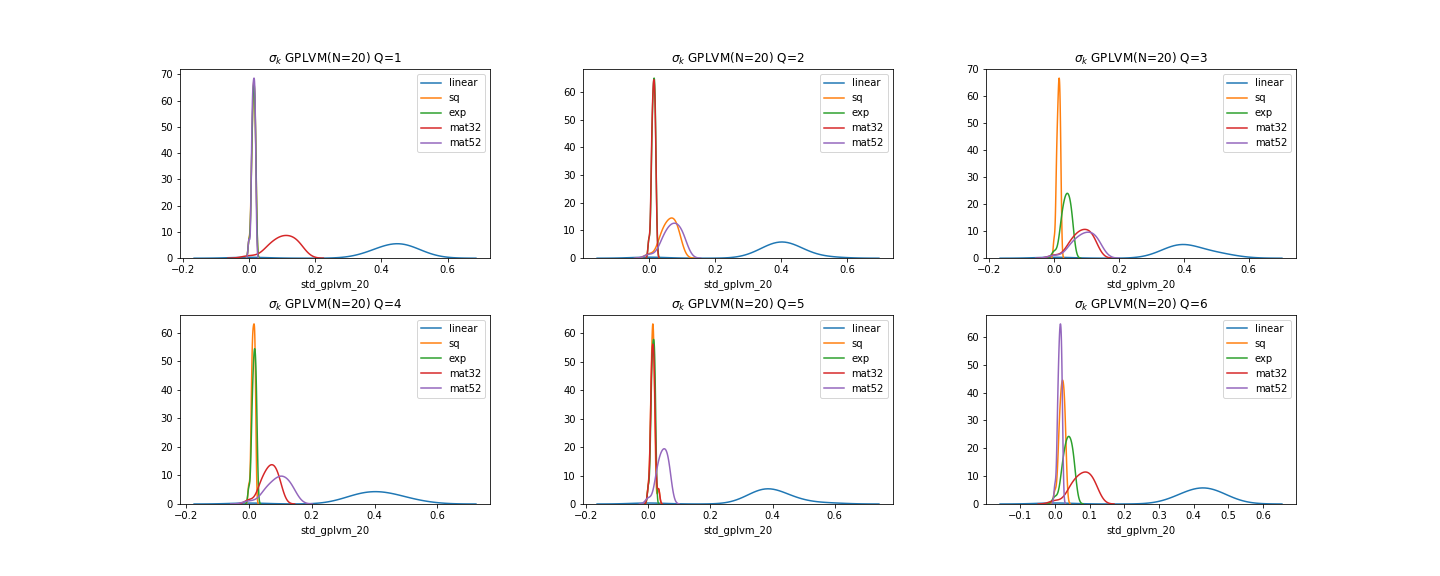 σk GPLVM(N=20) Q=1
70
60
50
40
30
20
10
0
−0.2 0.0 0.2 0.4 0.6
std_gplvm_20
linear
sq
exp
mat32
mat52
σk GPLVM(N=20) Q=2
60
50
40
30
20
10
0
0.0 0.2 0.4 0.6
std_gplvm_20
linear
sq
exp
mat32
mat52
σk GPLVM(N=20) Q=3
70
60
50
40
30
20
10
0
−0.2 0.0 0.2 0.4 0.6
std_gplvm_20
linear
sq
exp
mat32
mat52
σk GPLVM(N=20) Q=4
60
50
40
30
20
10
0
−0.2 0.0 0.2 0.4 0.6
std_gplvm_20
linear
sq
exp
mat32
mat52
σk GPLVM(N=20) Q=5
60
50
40
30
20
10
0
−0.2 0.0 0.2 0.4 0.6
std_gplvm_20
linear
sq
exp
mat32
mat52
σk GPLVM(N=20) Q=6
60
50
40
30
20
10
0
−0.1 0.0 0.1 0.2 0.3 0.4 0.5 0.6
std_gplvm_20
linear
sq
exp
mat32
mat52